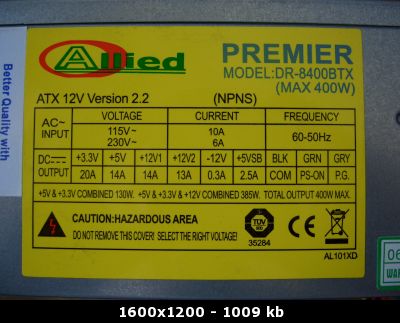 Allied
PREMIER
MODEL:DR-8400BTX
(MAX 400W)
ATX 12V Version 2.2 (NPNS)
AC~ INPUT VOLTAGE CURRENT FREQUENCY
115V~ 10A 60-50Hz
230V~ 6A
DC OUTPUT +3.3V +5V +12V1 +12V2 -12V +5VSB BLK GRN GRY
20A 14A 14A 13A 0.3A 2.5A COM PS-ON P.G.
+5V & +3.3V COMBINED 130W. +5V & +3.3V & +12V COMBINED 385W. TOTAL OUTPUT 400W MAX.
CAUTION:HAZARDOUS AREA
DO NOT REMOVE THIS COVER! SELECT THE RIGHT VOLTAGE!
TÜV
35284
AL101XD
Better Quality with
06
WAR
1600x1200 - 1009 kb